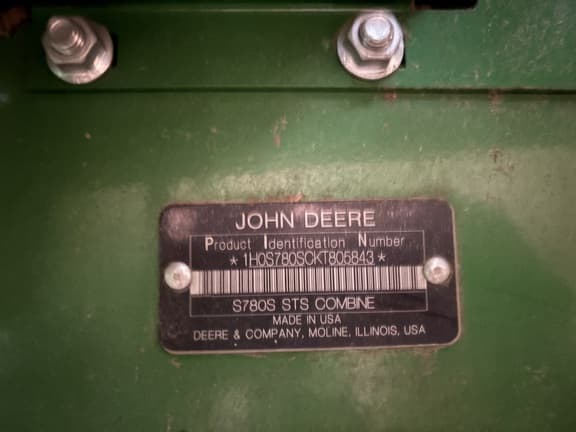 JOHN DEERE
Product Identification Number
*1H0S780SCKT805843*
S780S STS COMBINE
MADE IN USA
DEERE & COMPANY, MOLINE, ILLINOIS, USA